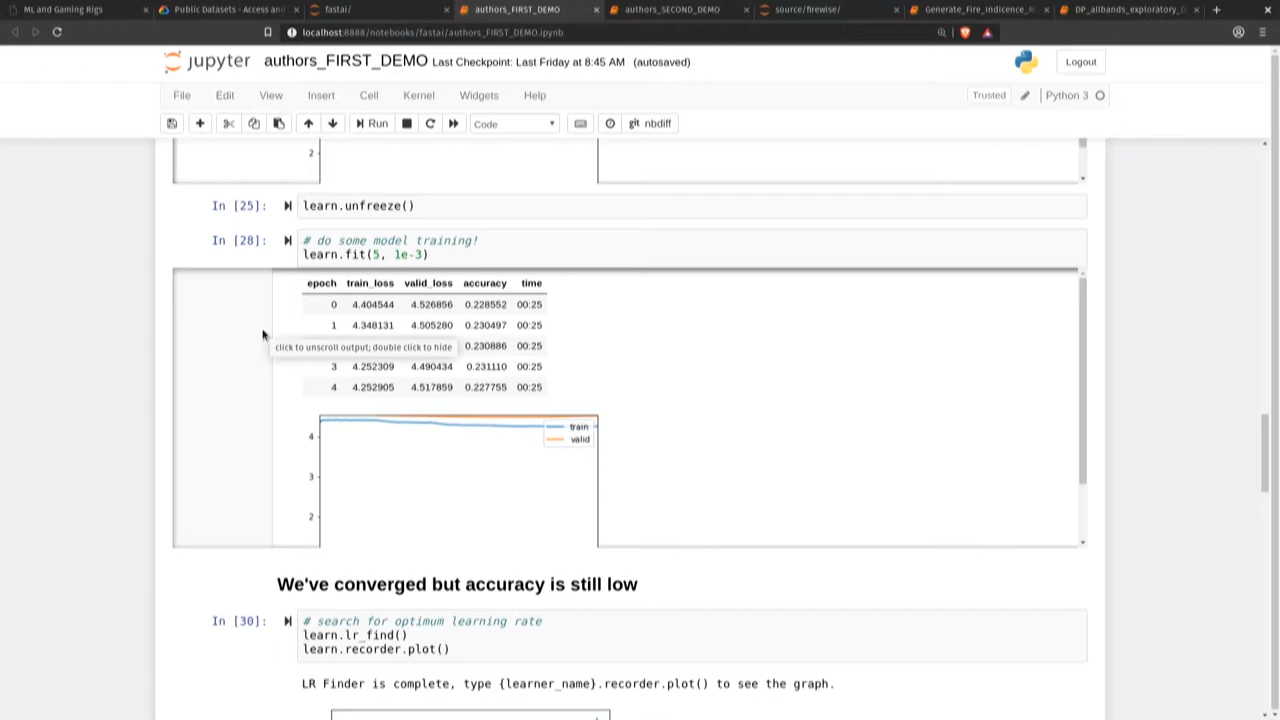 ML and Gaming Rigs
Public Datasets - Access and
fastai/
authors_FIRST_DEMO
authors_SECOND_DEMO
source/firewise/
Generate_Fire_Indicence_
DP_allbands_exploratory_
localhost:8888/notebooks/fastai/authors_FIRST_DEMO.ipynb
jupyter authors_FIRST_DEMO Last Checkpoint: Last Friday at 8:45 AM (autosaved)
Logout
File Edit View Insert Cell Kernel Widgets Help
Trusted Python 3
Run Code git nbdiff
2
In [25]: learn.unfreeze()
In [28]: # do some model training!
learn.fit(5, 1e-3)
epoch train_loss valid_loss accuracy time
0 4.404544 4.526856 0.228552 00:25
1 4.348131 4.505280 0.230497 00:25
click to unscroll output; double click to hide 0.230886 00:25
3 4.252309 4.490434 0.231110 00:25
4 4.252905 4.517859 0.227755 00:25
train
4
valid
3
2
We've converged but accuracy is still low
In [30]: # search for optimum learning rate
learn.lr_find()
learn.recorder.plot()
LR Finder is complete, type {learner_name}.recorder.plot() to see the graph.